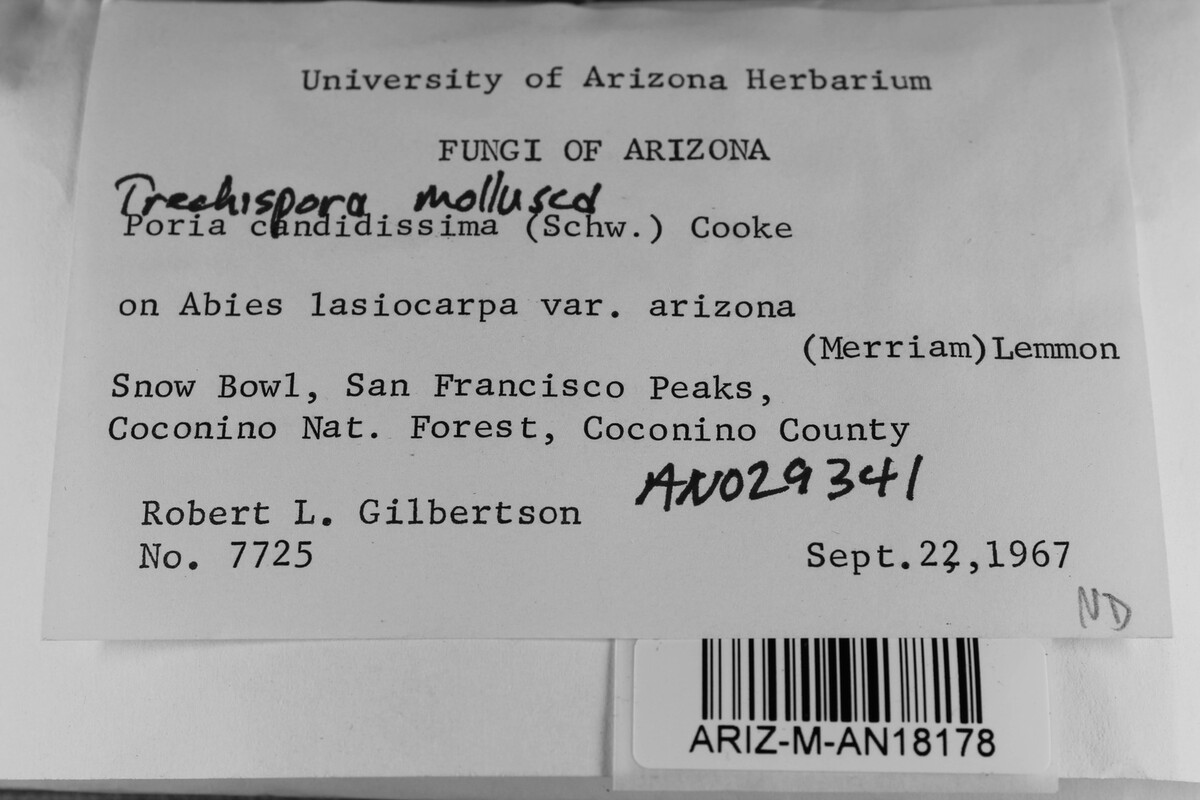 University of Arizona Herbarium
FUNGI OF ARIZONA
Trechispora mollusca
Poria candidissima (Schw.) Cooke
on Abies lasiocarpa var. arizona
(Merriam)Lemmon
Snow Bowl, San Francisco Peaks,
Coconino Nat. Forest, Coconino County
AN029341
Robert L. Gilbertson
No. 7725
Sept.22,,1967
ND
ARIZ-M-AN18178